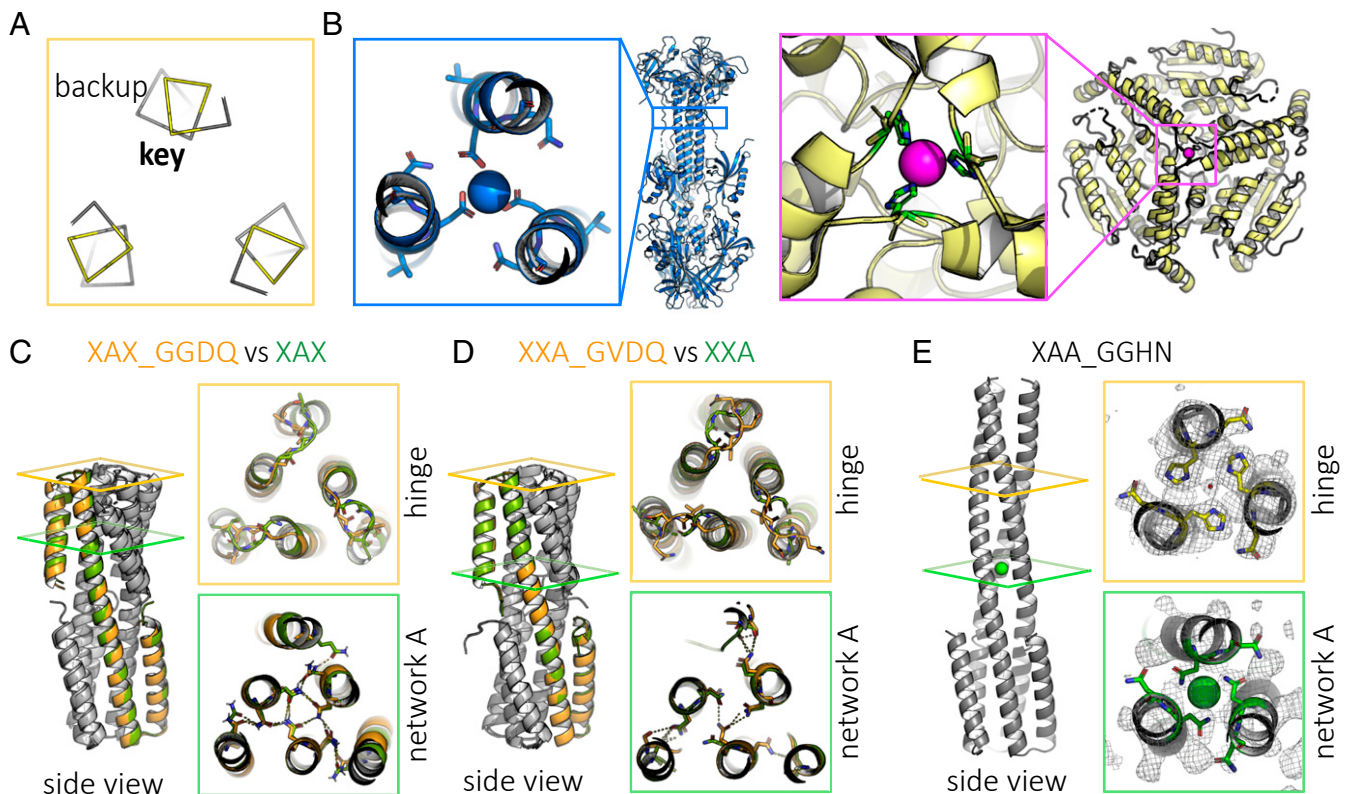 A
backup
key
B
C
XAX_GGDQ vs XAX
hinge
network A
side view
D
XXA_GVDQ vs XXA
hinge
network A
side view
E
XAA_GGHN
hinge
network A
side view